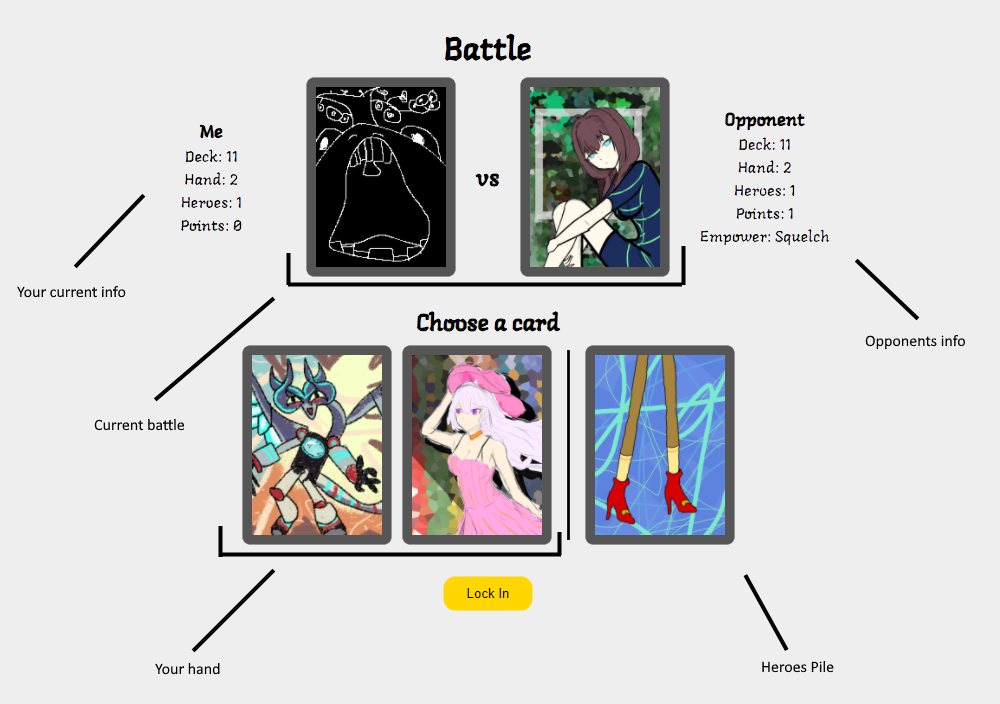 Battle
Me
Deck: 11
Hand: 2
Heroes: 1
Points: 0
vs
Opponent
Deck: 11
Hand: 2
Heroes: 1
Points: 1
Empower: Squelch
Your current info
Opponents info
Choose a card
Current battle
Lock In
Your hand
Heroes Pile